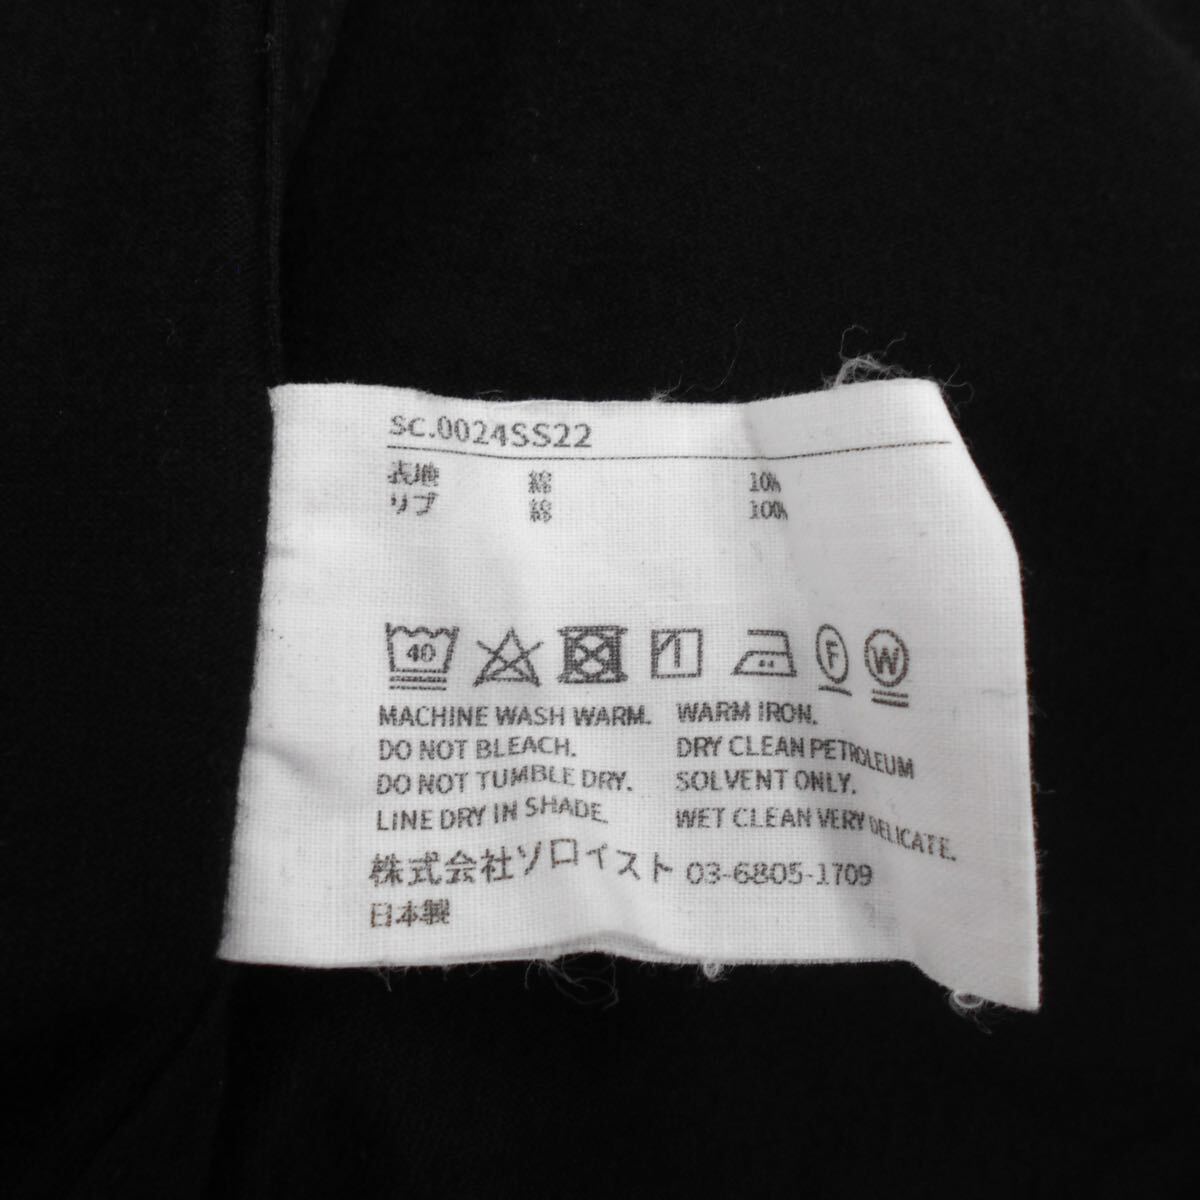 SC.0024SS22
表地 綿
リブ 綿 100%
40 F W
MACHINE WASH WARM. WARM IRON.
DO NOT BLEACH. DRY CLEAN PETROLEUM
DO NOT TUMBLE DRY. SOLVENT ONLY.
LINE DRY IN SHADE. WET CLEAN VERY DELICATE.
株式会社ソロイスト 03-6805-1709
日本製